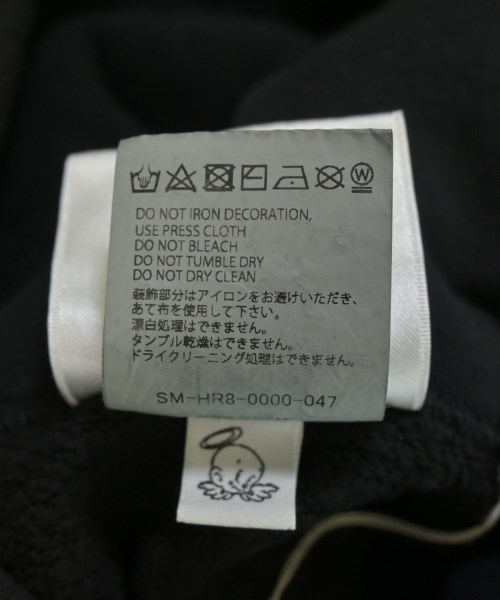 DO NOT IRON DECORATION,
USE PRESS CLOTH
DO NOT BLEACH
DO NOT TUMBLE DRY
DO NOT DRY CLEAN
装飾部分はアイロンをお避けいただき、
あて布を使用して下さい。
漂白処理はできません。
タンブル乾燥はできません。
ドライクリーニング処理はできません。
SM-HR8-0000-047